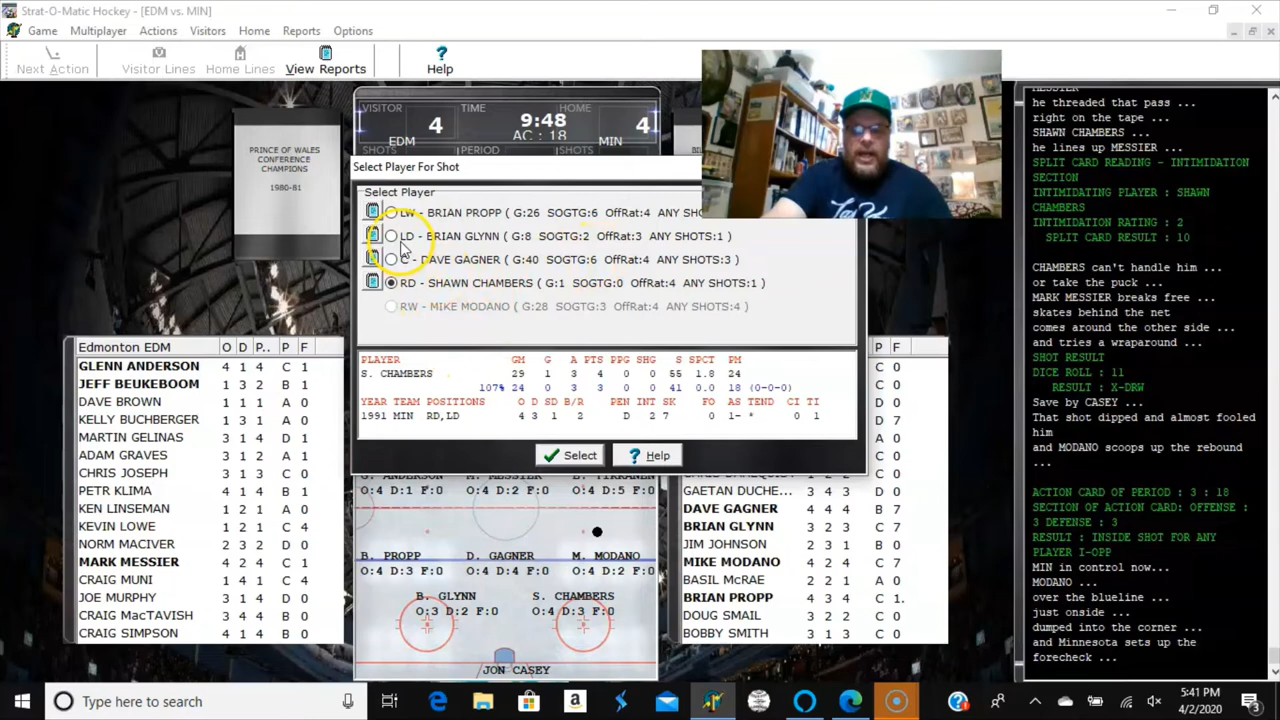 Strat-O-Matic Hockey - [EDM vs. MIN]
Game Multiplayer Actions Visitors Home Reports Options
Next Action Visitor Lines Home Lines View Reports Help
PRINCE OF WALES
CONFERENCE
CHAMPIONS
1980-81
VISITOR TIME HOME
EDM 4 9:48 MIN 4
AC : 18
SHOTS PERIOD SHOTS
Select Player For Shot
Select Player
LW - BRIAN PROPP ( G:26 SOGTG:6 OffRat:4 ANY SHO
LD - BRIAN GLYNN ( G:8 SOGTG:2 OffRat:3 ANY SHOTS:1 )
C - DAVE GAGNER ( G:40 SOGTG:6 OffRat:4 ANY SHOTS:3 )
RD - SHAWN CHAMBERS ( G:1 SOGTG:0 OffRat:4 ANY SHOTS:1 )
RW - MIKE MODANO ( G:28 SOGTG:3 OffRat:4 ANY SHOTS:4 )
PLAYER GM G A PTS PPG SHG S SPCT PM
S. CHAMBERS 29 1 3 4 0 0 55 1.8 24
107% 24 0 3 3 0 0 41 0.0 18 (0-0-0)
YEAR TEAM POSITIONS O D SD B/R PEN INT SK FO AS TEND CI TI
1991 MIN RD,LD 4 3 1 2 D 2 7 0 1- * 0 1
Select Help
Edmonton EDM O D P.. P F
GLENN ANDERSON 4 1 4 C 1
JEFF BEUKEBOOM 1 3 2 B 1
DAVE BROWN 1 1 1 A 0
KELLY BUCHBERGER 1 3 1 A 0
MARTIN GELINAS 3 1 4 D 1
ADAM GRAVES 3 1 3 C 0
CHRIS JOSEPH 3 1 3 C 0
PETR KLIMA 4 1 4 B 1
KEN LINSEMAN 2 1 2 A 0
KEVIN LOWE 1 2 1 C 4
NORM MACIVER 2 3 2 D 0
MARK MESSIER 4 2 4 C 1
CRAIG MUNI 1 4 1 C 4
JOE MURPHY 3 1 4 C 0
CRAIG MacTAVISH 3 3 4 B 0
CRAIG SIMPSON 4 1 4 B 0
G. ANDERSON M. MESSIER E. TIKKANEN
O:4 D:1 F:0 O:4 D:2 F:0 O:4 D:5 F:0
B. PROPP D. GAGNER M. MODANO
O:4 D:3 F:0 O:4 D:4 F:0 O:4 D:2 F:0
B. GLYNN S. CHAMBERS
O:3 D:2 F:0 O:4 D:3 F:0
JON CASEY
P F
GAETAN DUCHE... 3 4 3 D 0
DAVE GAGNER 4 4 4 B 7
BRIAN GLYNN 3 2 3 C 7
JIM JOHNSON 2 3 1 B 0
MIKE MODANO 4 2 4 C 7
BASIL McRAE 2 2 1 A 0
BRIAN PROPP 4 3 4 C 1.
DOUG SMAIL 3 2 2 C 0
BOBBY SMITH 3 1 3 C 0
MESSIER ...
he threaded that pass ...
right on the tape ...
SHAWN CHAMBERS ...
he lines up MESSIER ...
SPLIT CARD READING - INTIMIDATION
SECTION
INTIMIDATING PLAYER : SHAWN
CHAMBERS
INTIMIDATION RATING : 2
SPLIT CARD RESULT : 10
CHAMBERS can't handle him ...
or take the puck ...
MARK MESSIER breaks free ...
skates behind the net
comes around the other side ...
and tries a wraparound ...
SHOT RESULT
DICE ROLL : 11
RESULT : X-DRW
Save by CASEY ...
That shot dipped and almost fooled
him
and MODANO scoops up the rebound
...
ACTION CARD OF PERIOD : 3 : 18
SECTION OF ACTION CARD: OFFENSE :
3 DEFENSE : 3
RESULT : INSIDE SHOT FOR ANY
PLAYER I-OPP
MIN in control now...
MODANO ...
over the blueline ...
just onside ...
dumped into the corner ...
and Minnesota sets up the
forecheck ...
Type here to search
5:41 PM
4/2/2020